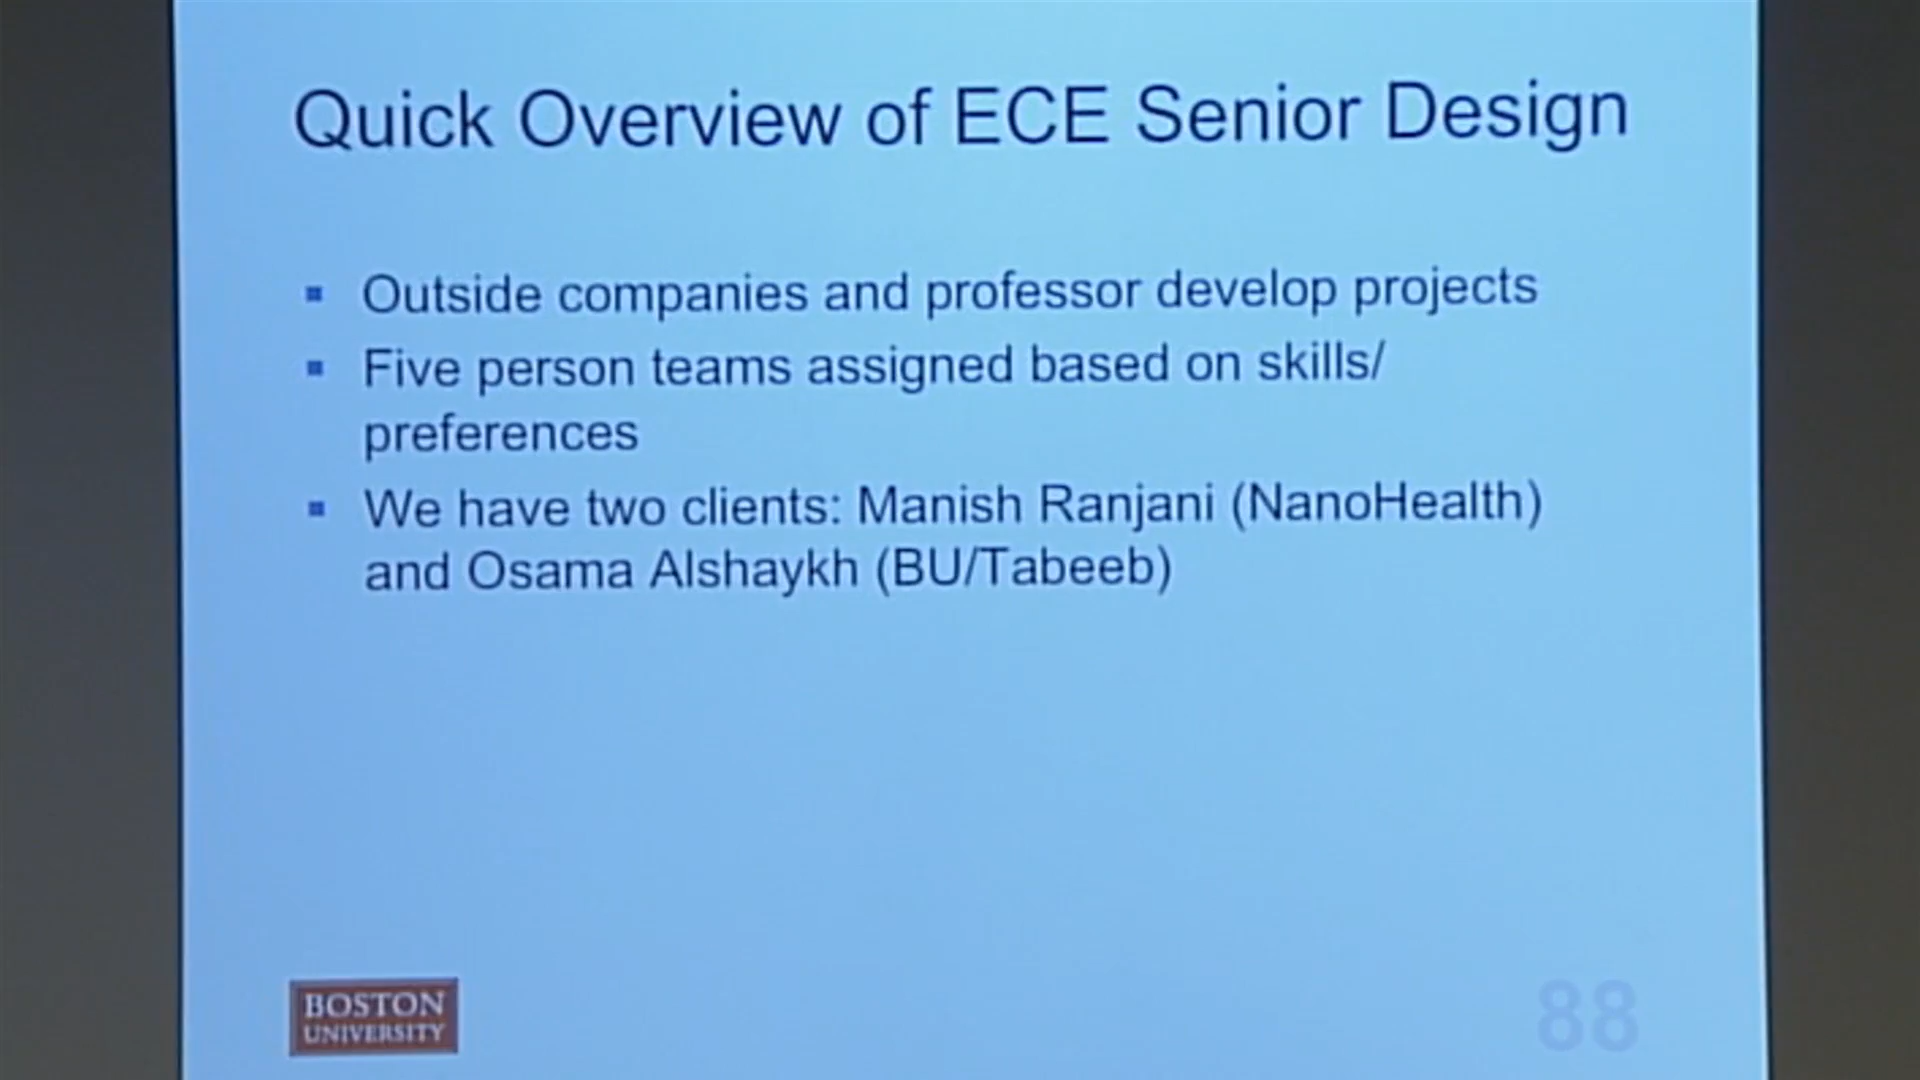 Quick Overview of ECE Senior Design
Outside companies and professor develop projects
Five person teams assigned based on skills/
preferences
We have two clients: Manish Ranjani (NanoHealth)
and Osama Alshaykh (BU/Tabeeb)
BOSTON
UNIVERSITY
88